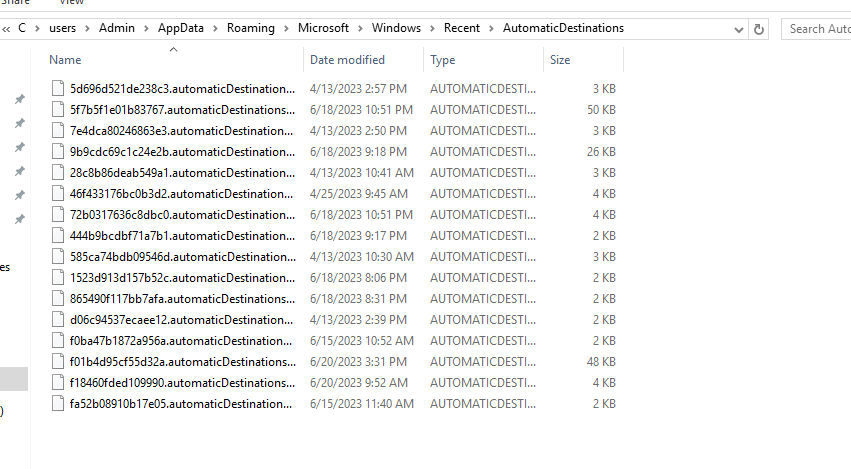 Share View
« C > users > Admin > AppData > Roaming > Microsoft > Windows > Recent > AutomaticDestinations Search Auto
Name Date modified Type Size
5d696d521de238c3.automaticDestination... 4/13/2023 2:57 PM AUTOMATICDESTI... 3 KB
5f7b5f1e01b83767.automaticDestinations... 6/18/2023 10:51 PM AUTOMATICDESTI... 50 KB
7e4dca80246863e3.automaticDestination... 4/13/2023 2:50 PM AUTOMATICDESTI... 3 KB
9b9cdc69c1c24e2b.automaticDestination... 6/18/2023 9:18 PM AUTOMATICDESTI... 26 KB
28c8b86deab549a1.automaticDestination... 4/13/2023 10:41 AM AUTOMATICDESTI... 3 KB
46f433176bc0b3d2.automaticDestination... 4/25/2023 9:45 AM AUTOMATICDESTI... 4 KB
72b0317636c8dbc0.automaticDestination... 6/18/2023 10:51 PM AUTOMATICDESTI... 4 KB
444b9bcdbf71a7b1.automaticDestination... 6/18/2023 9:17 PM AUTOMATICDESTI... 2 KB
585ca74bdb09546d.automaticDestination... 4/13/2023 10:30 AM AUTOMATICDESTI... 3 KB
es
1523d913d157b52c.automaticDestination... 6/18/2023 8:06 PM AUTOMATICDESTI... 2 KB
865490f117bb7afa.automaticDestinations... 6/18/2023 8:31 PM AUTOMATICDESTI... 2 KB
d06c94537ecaee12.automaticDestination... 4/13/2023 2:39 PM AUTOMATICDESTI... 2 KB
f0ba47b1872a956a.automaticDestination... 6/15/2023 10:52 AM AUTOMATICDESTI... 2 KB
f01b4d95cf55d32a.automaticDestinations... 6/20/2023 3:31 PM AUTOMATICDESTI... 48 KB
f18460fded109990.automaticDestinations... 6/20/2023 9:52 AM AUTOMATICDESTI... 4 KB
fa52b08910b17e05.automaticDestination... 6/15/2023 11:40 AM AUTOMATICDESTI... 2 KB
)